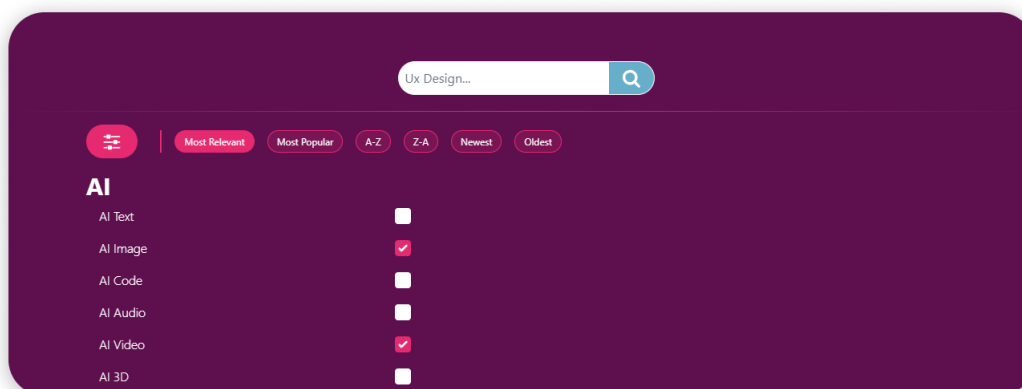 Ux Design...
Most Relevant Most Popular A-Z Z-A Newest Oldest
AI
AI Text
AI Image
AI Code
AI Audio
AI Video
AI 3D